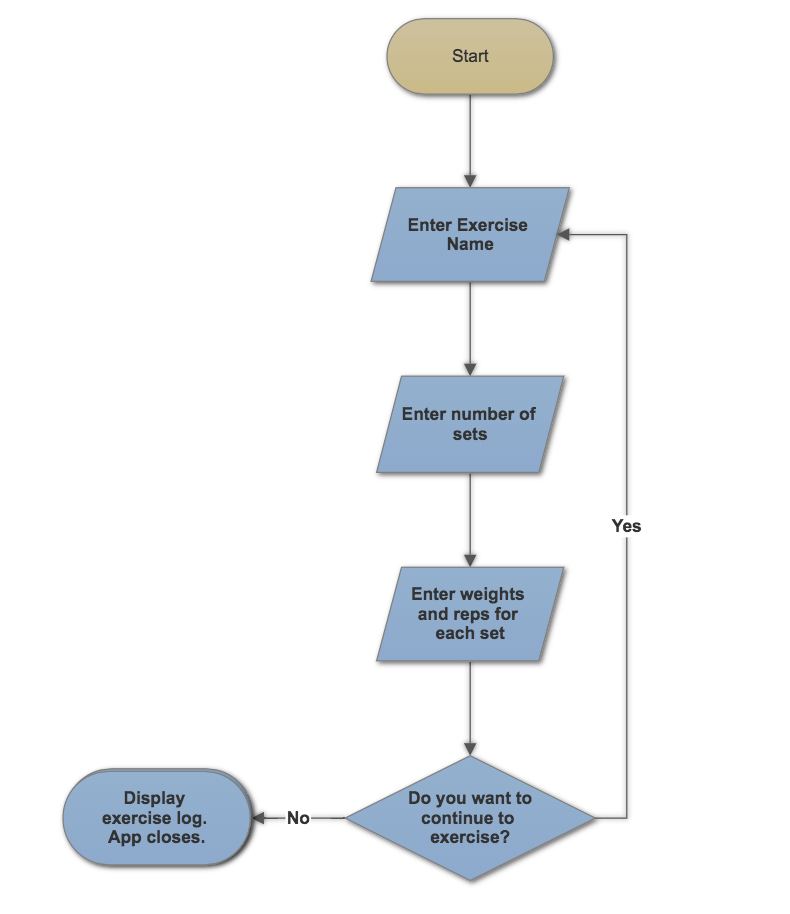 Start
Enter Exercise
Name
Enter number of
sets
Yes
Enter weights
and reps for
each set
Do you want to
continue to
exercise?
No
Display
exercise log.
App closes.